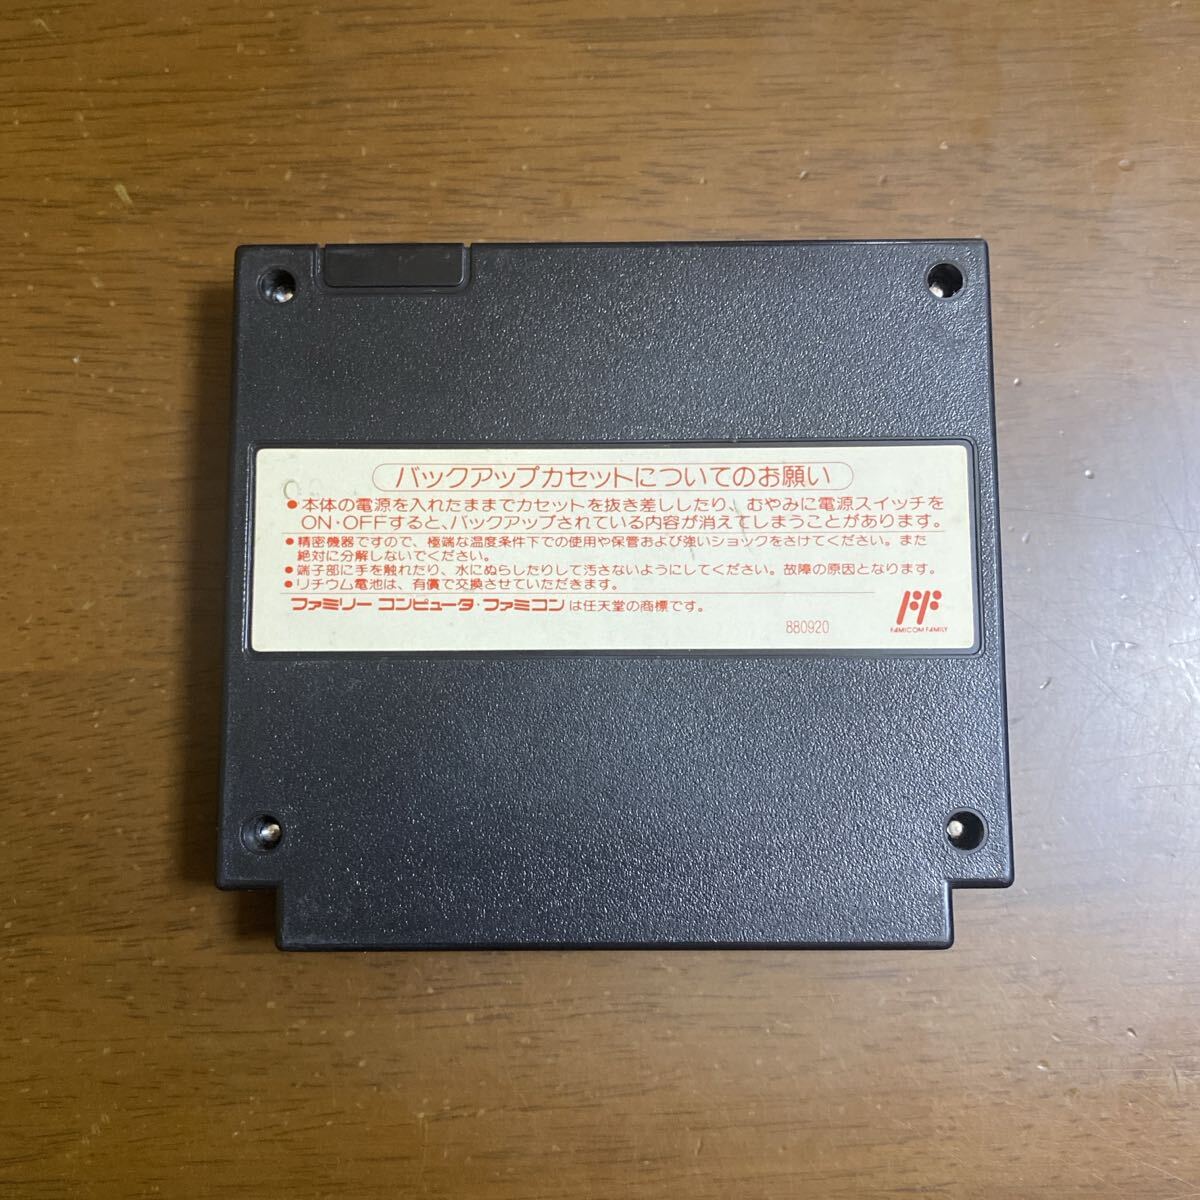 バックアップカセットについてのお願い
●本体の電源を入れたままでカセットを抜き差ししたり、むやみに電源スイッチを
ON・OFFすると、バックアップされている内容が消えてしまうことがあります。
●精密機器ですので、極端な温度条件下での使用や保管および強いショックをさけてください。また
絶対に分解しないでください。
●端子部に手を触れたり、水にぬらしたりして汚さないようにしてください。故障の原因となります。
●リチウム電池は、有償で交換させていただきます。
ファミリーコンピュータ・ファミコンは任天堂の商標です。
880920
FAMICOM FAMILY